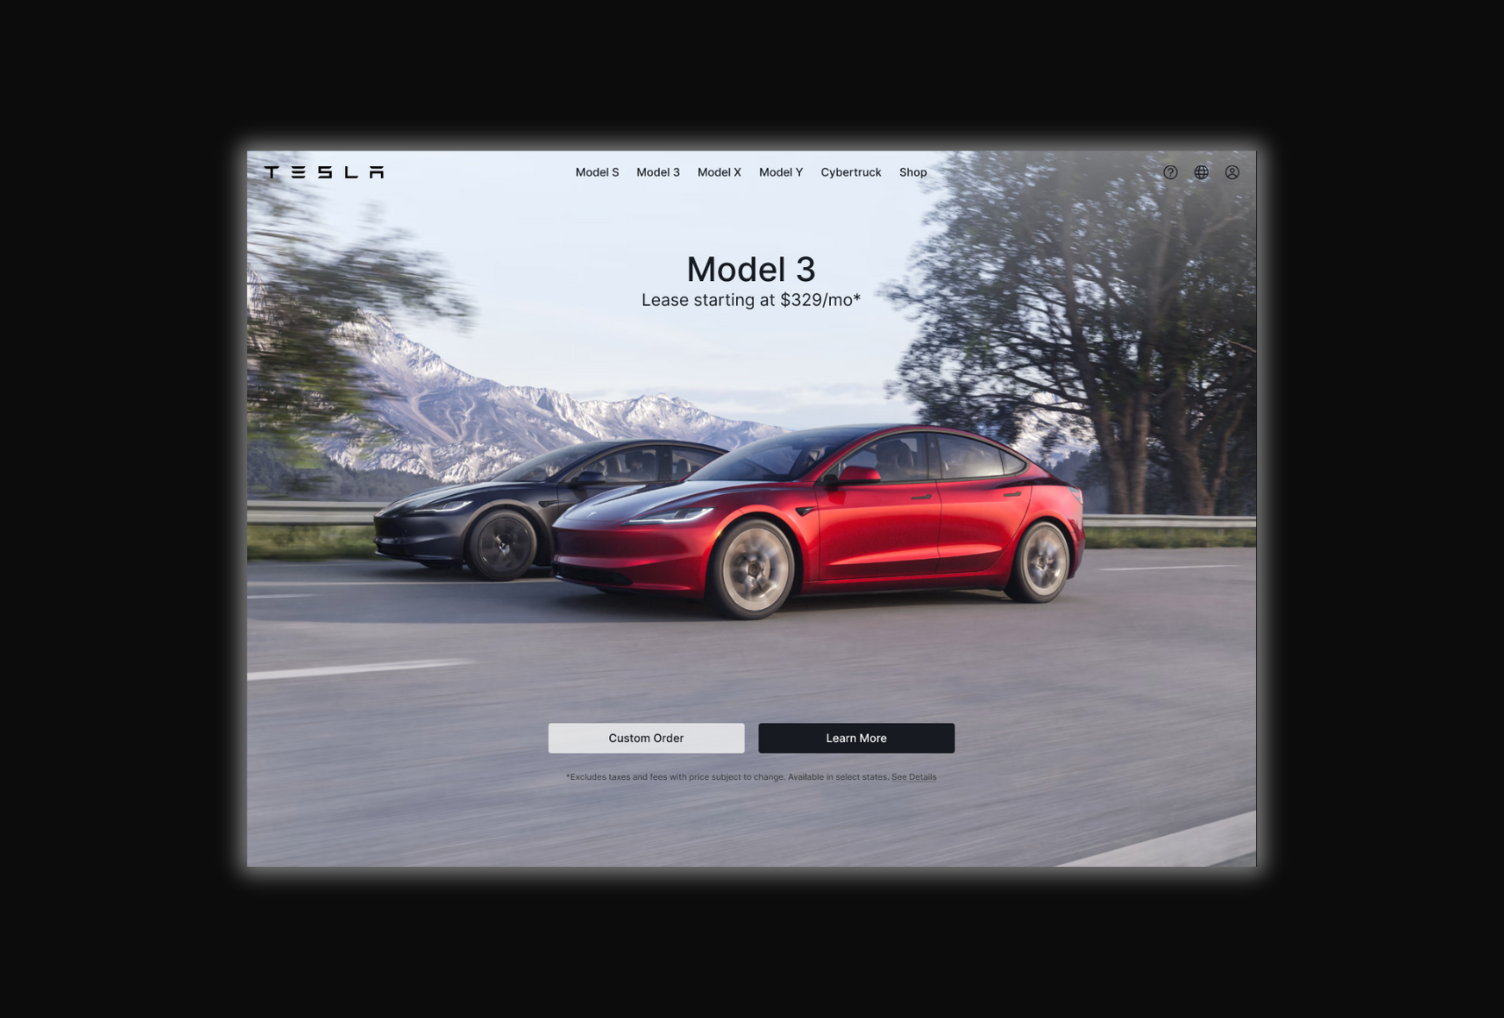 TESLA
Model S Model 3 Model X Model Y Cybertruck Shop
Model 3
Lease starting at $329/mo*
Custom Order
Learn More
*Excludes taxes and fees with price subject to change. Available in select states. See Details